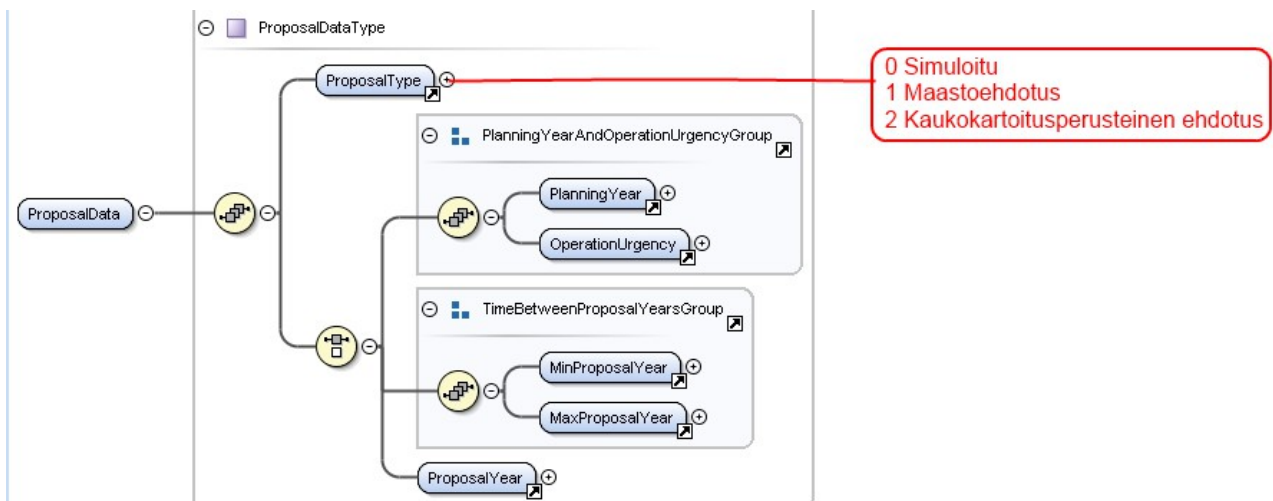 ProposalDataType
ProposalType
0 Simuloitu
1 Maastoehdotus
2 Kaukokartoitusperusteinen ehdotus
PlanningYearAndOperationUrgencyGroup
PlanningYear
ProposalData
OperationUrgency
TimeBetweenProposalYearsGroup
MinProposalYear
MaxProposalYear
ProposalYear